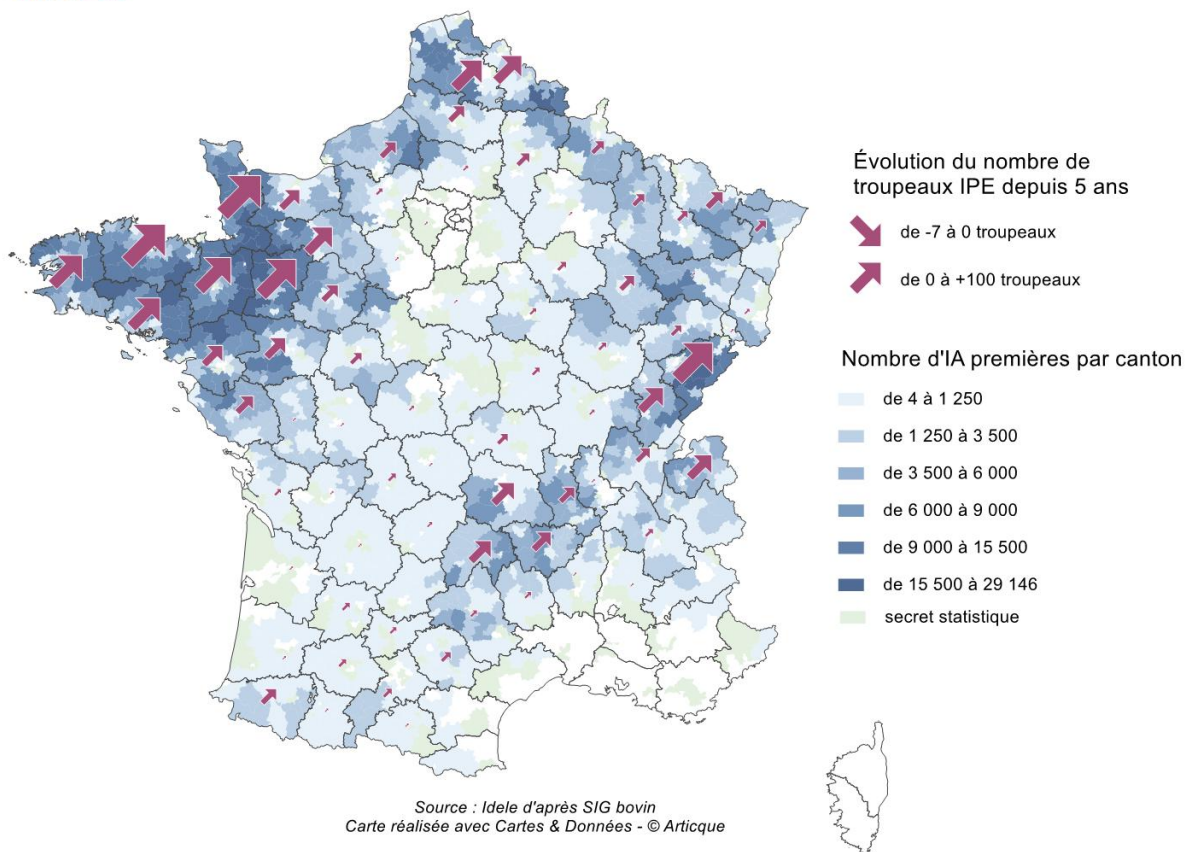 Évolution du nombre de
troupeaux IPE depuis 5 ans
de -7 à 0 troupeaux
de 0 à +100 troupeaux
Nombre d'IA premières par canton
de 4 à 1 250
de 1 250 à 3 500
de 3 500 à 6 000
de 6 000 à 9 000
de 9 000 à 15 500
de 15 500 à 29 146
secret statistique
Source : Idele d'après SIG bovin
Carte réalisée avec Cartes & Données - © Articque